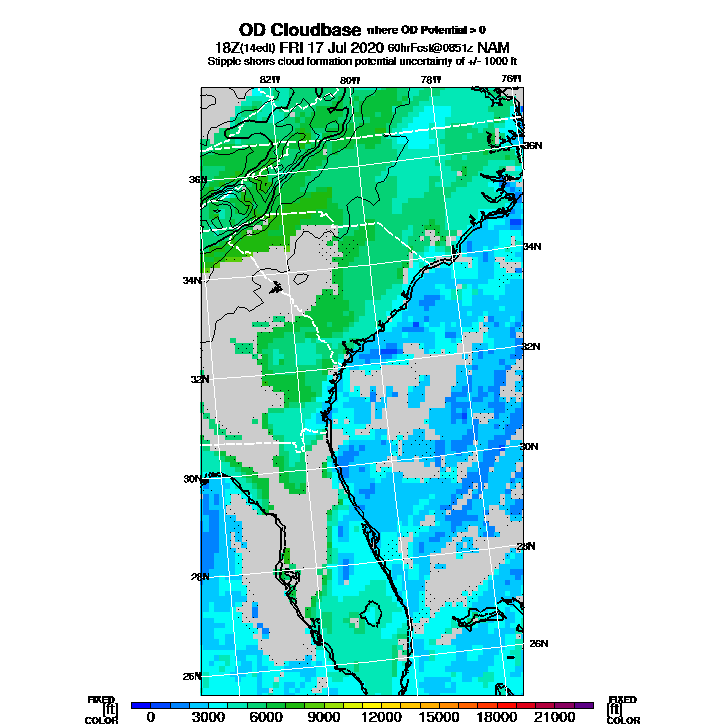 OD Cloudbase where OD Potential > 0
18Z(14edt) FRI 17 Jul 2020 60hrFcst@0851z NAM
Stipple shows cloud formation potential uncertainty of +/- 1000 ft
82W 80W 78W 76W
36N 36N
34N 34N
32N 32N
30N 30N
28N 28N
26N 26N
FIXED FIXED
[ft] [ft]
COLOR COLOR
0 3000 6000 9000 12000 15000 18000 21000